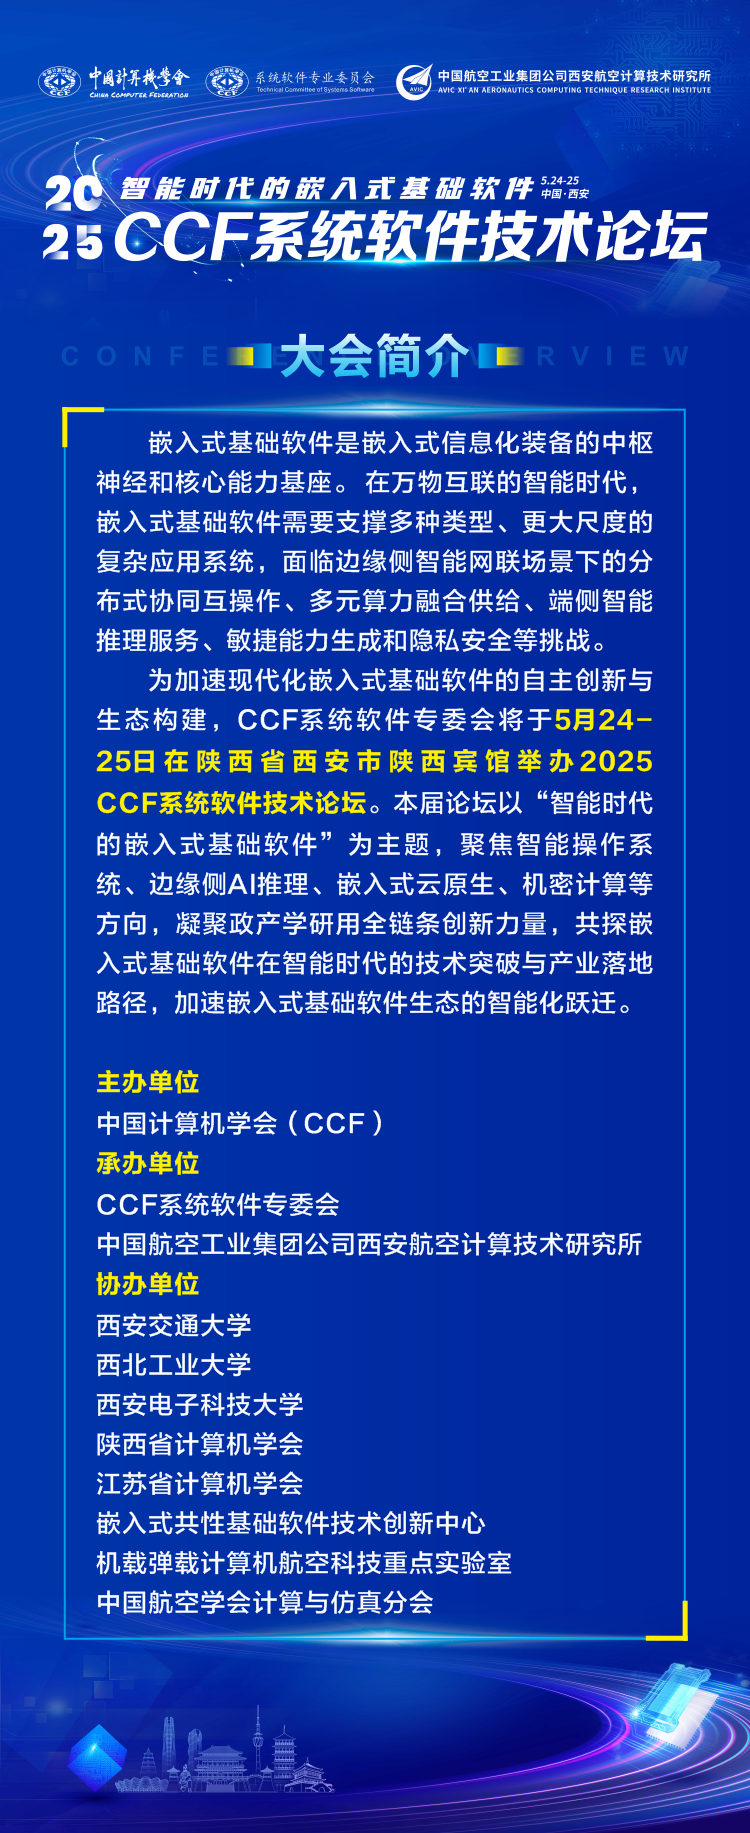 中国计算机学会
CHINA COMPUTER FEDERATION
CCF
系统软件专业委员会
Technical Committee of Systems Software
CCF
AVIC
中国航空工业集团公司西安航空计算技术研究所
AVIC XI'AN AERONAUTICS COMPUTING TECHNIQUE RESEARCH INSTITUTE
2025
智能时代的嵌入式基础软件
5.24-25
中国·西安
CCF系统软件技术论坛
大会简介
嵌入式基础软件是嵌入式信息化装备的中枢
神经和核心能力基座。在万物互联的智能时代，
嵌入式基础软件需要支撑多种类型、更大尺度的
复杂应用系统，面临边缘侧智能网联场景下的分
布式协同互操作、多元算力融合供给、端侧智能
推理服务、敏捷能力生成和隐私安全等挑战。
为加速现代化嵌入式基础软件的自主创新与
生态构建，CCF系统软件专委会将于5月24-
25日在陕西省西安市陕西宾馆举办2025
CCF系统软件技术论坛。本届论坛以“智能时代
的嵌入式基础软件”为主题，聚焦智能操作系
统、边缘侧AI推理、嵌入式云原生、机密计算等
方向，凝聚政产学研用全链条创新力量，共探嵌
入式基础软件在智能时代的技术突破与产业落地
路径，加速嵌入式基础软件生态的智能化跃迁。
主办单位
中国计算机学会（CCF）
承办单位
CCF系统软件专委会
中国航空工业集团公司西安航空计算技术研究所
协办单位
西安交通大学
西北工业大学
西安电子科技大学
陕西省计算机学会
江苏省计算机学会
嵌入式共性基础软件技术创新中心
机载弹载计算机航空科技重点实验室
中国航空学会计算与仿真分会